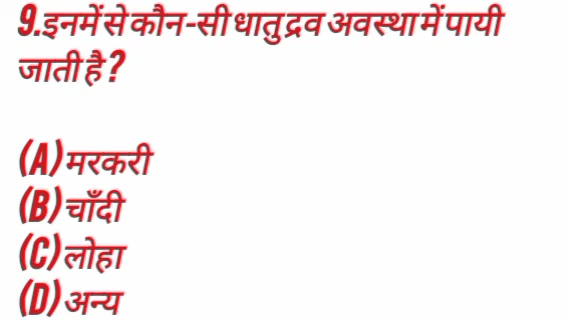 9.इनमें से कौन-सी धातु द्रव अवस्था में पायी
जाती है ?
(A) मरकरी
(B) चाँदी
(C) लोहा
(D) अन्य